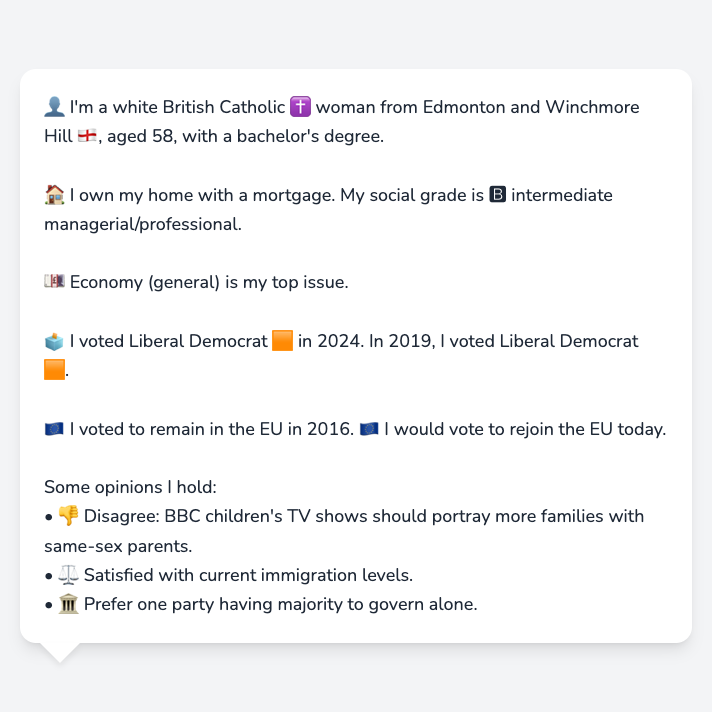 👤 I'm a white British Catholic ✝️ woman from Edmonton and Winchmore
Hill 🏴󠁧󠁢󠁥󠁮󠁧󠁿, aged 58, with a bachelor's degree.
🏠 I own my home with a mortgage. My social grade is 🅱 intermediate
managerial/professional.
💷 Economy (general) is my top issue.
🗳️ I voted Liberal Democrat 🟧 in 2024. In 2019, I voted Liberal Democrat
🟧.
🇪🇺 I voted to remain in the EU in 2016. 🇪🇺 I would vote to rejoin the EU today.
Some opinions I hold:
• 👎 Disagree: BBC children's TV shows should portray more families with
same-sex parents.
• ⚖️ Satisfied with current immigration levels.
• 🏛️ Prefer one party having majority to govern alone.